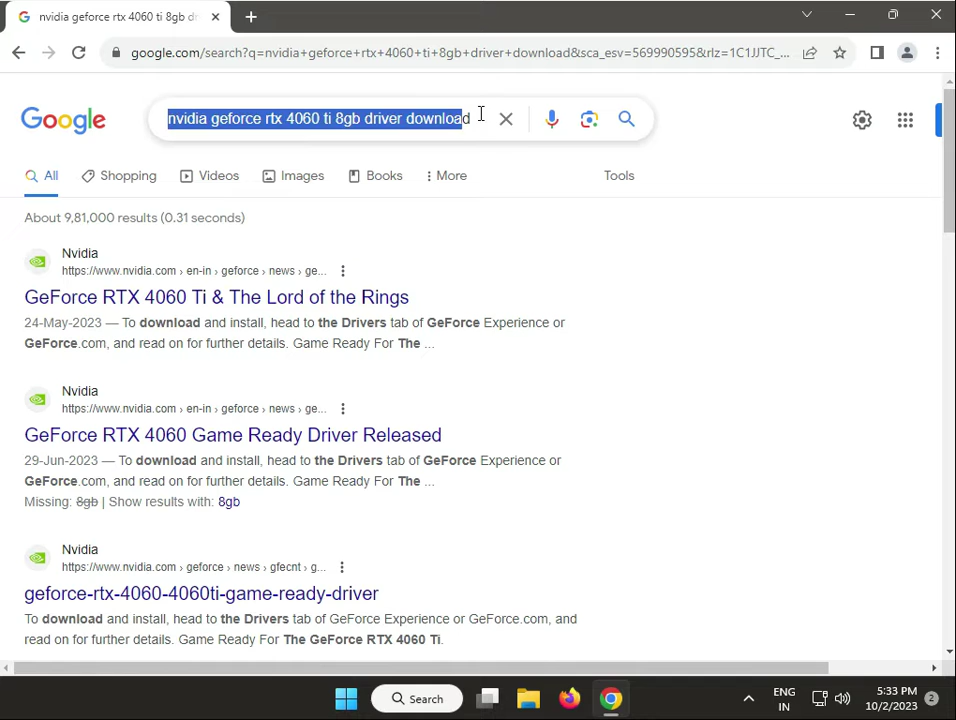 nvidia geforce rtx 4060 ti 8gb dr
google.com/search?q=nvidia+geforce+rtx+4060+ti+8gb+driver+download&sca_esv=569990595&rlz=1C1JJTC_...
Google
nvidia geforce rtx 4060 ti 8gb driver download
All Shopping Videos Images Books More Tools
About 9,81,000 results (0.31 seconds)
Nvidia
https://www.nvidia.com › en-in › geforce › news › ge...
GeForce RTX 4060 Ti & The Lord of the Rings
24-May-2023 — To download and install, head to the Drivers tab of GeForce Experience or
GeForce.com, and read on for further details. Game Ready For The ...
Nvidia
https://www.nvidia.com › en-in › geforce › news › ge...
GeForce RTX 4060 Game Ready Driver Released
29-Jun-2023 — To download and install, head to the Drivers tab of GeForce Experience or
GeForce.com, and read on for further details. Game Ready For The ...
Missing: 8gb | Show results with: 8gb
Nvidia
https://www.nvidia.com › geforce › news › gfecnt › g...
geforce-rtx-4060-4060ti-game-ready-driver
To download and install, head to the Drivers tab of GeForce Experience or GeForce.com, and
read on for further details. Game Ready For The GeForce RTX 4060 Ti.
Search
ENG
IN
5:33 PM
10/2/2023
2